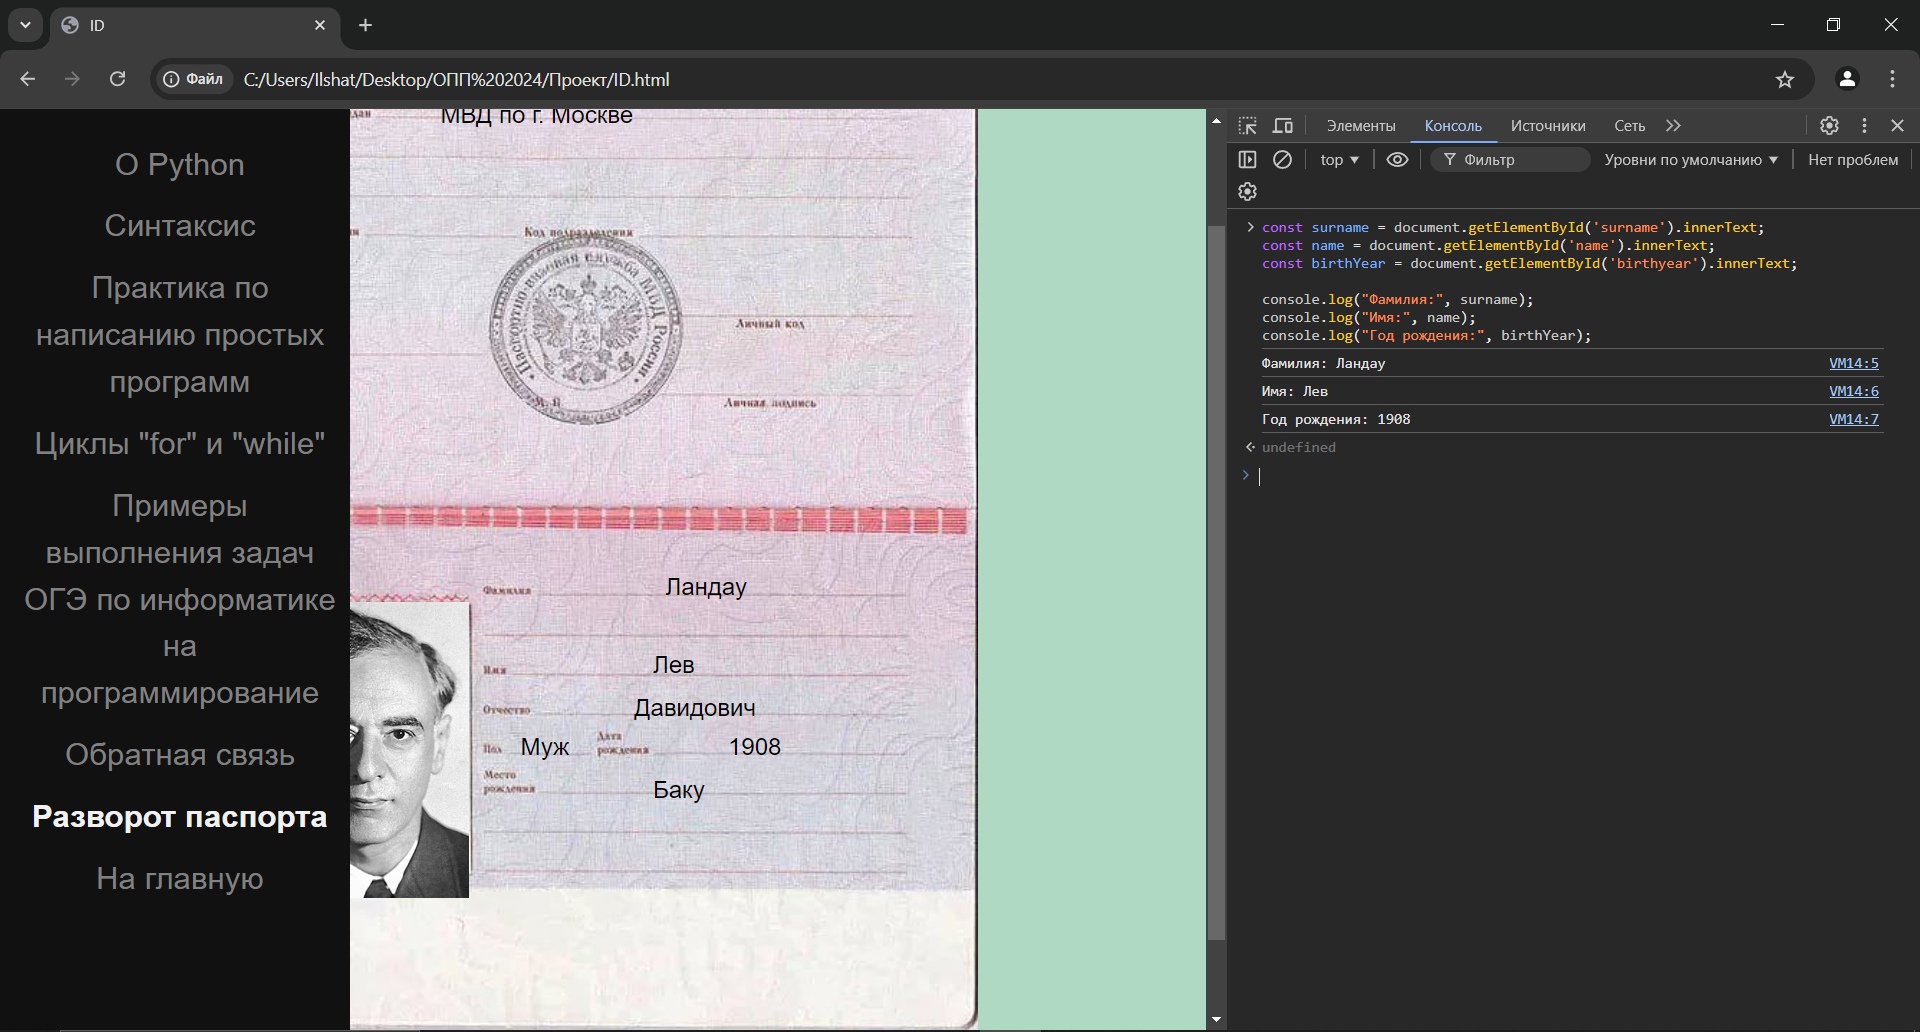 ID
Файл
C:/Users/Ilshat/Desktop/ОПП%202024/Проект/ID.html
О Python
Синтаксис
Практика по
написанию простых
программ
Циклы "for" и "while"
Примеры
выполнения задач
ОГЭ по информатике
на
программирование
Обратная связь
Разворот паспорта
На главную
МВД по г. Москве
Код подразделения
Паспортно-визовая служба МВД России
М. П.
Личный код
Личная подпись
Фамилия
Ландау
Имя
Лев
Отчество
Давидович
Пол
Муж
Дата
рождения
1908
Место
рождения
Баку
Элементы
Консоль
Источники
Сеть
top
Фильтр
Уровни по умолчанию
Нет проблем
const surname = document.getElementById('surname').innerText;
const name = document.getElementById('name').innerText;
const birthYear = document.getElementById('birthyear').innerText;
console.log("Фамилия:", surname);
console.log("Имя:", name);
console.log("Год рождения:", birthYear);
Фамилия: Ландау VM14:5
Имя: Лев VM14:6
Год рождения: 1908 VM14:7
undefined